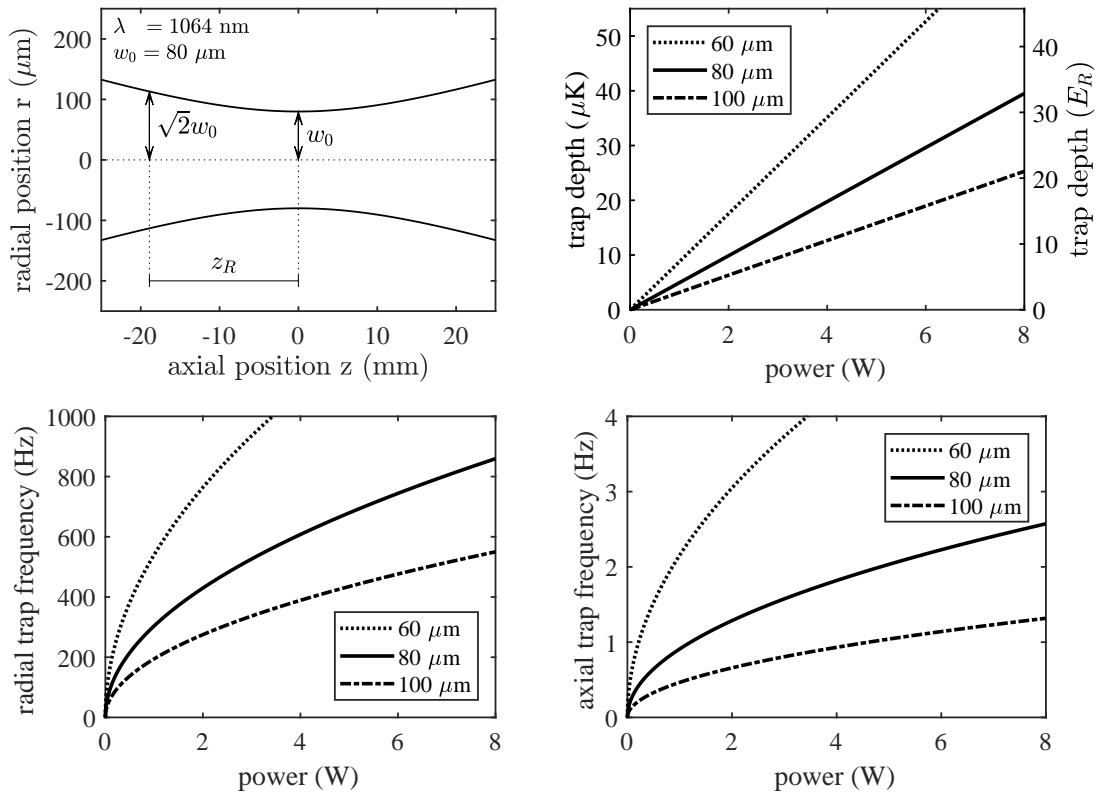 λ = 1064 nm
w₀ = 80 μm
200
100
0
-100
-200
√2w₀
w₀
z_R
-20
-10
0
10
20
radial position r (μm)
axial position z (mm)
60 μm
80 μm
100 μm
50
40
30
20
10
0
40
30
20
10
0
0
2
4
6
8
trap depth (μK)
trap depth (E_R)
power (W)
1000
800
600
400
200
0
60 μm
80 μm
100 μm
0
2
4
6
8
radial trap frequency (Hz)
power (W)
4
3
2
1
0
60 μm
80 μm
100 μm
0
2
4
6
8
axial trap frequency (Hz)
power (W)